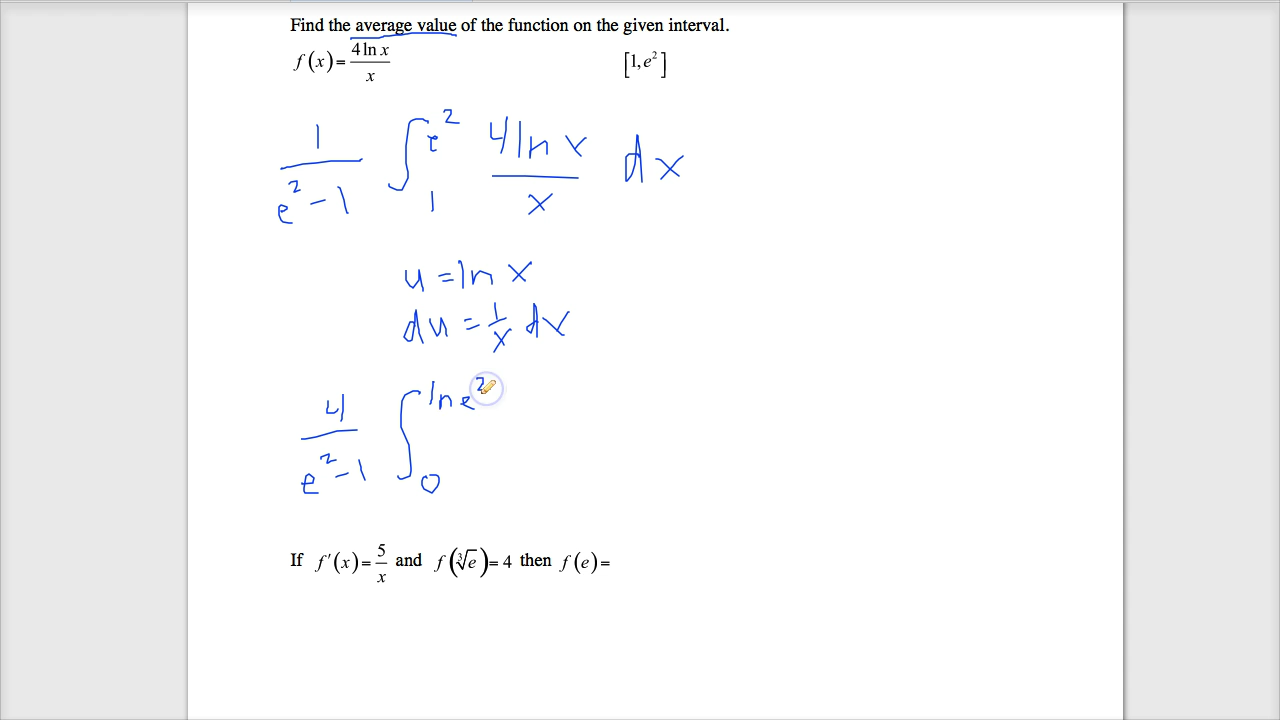 Find the average value of the function on the given interval.
f(x)= 4 ln x / x [1, e²]
1 / e² - 1 ∫₁^e² 4 ln x / x dx
u = ln x
du = 1/x dx
4 / e² - 1 ∫₀^ln e²
If f'(x)= 5/x and f(∛e)= 4 then f(e)=